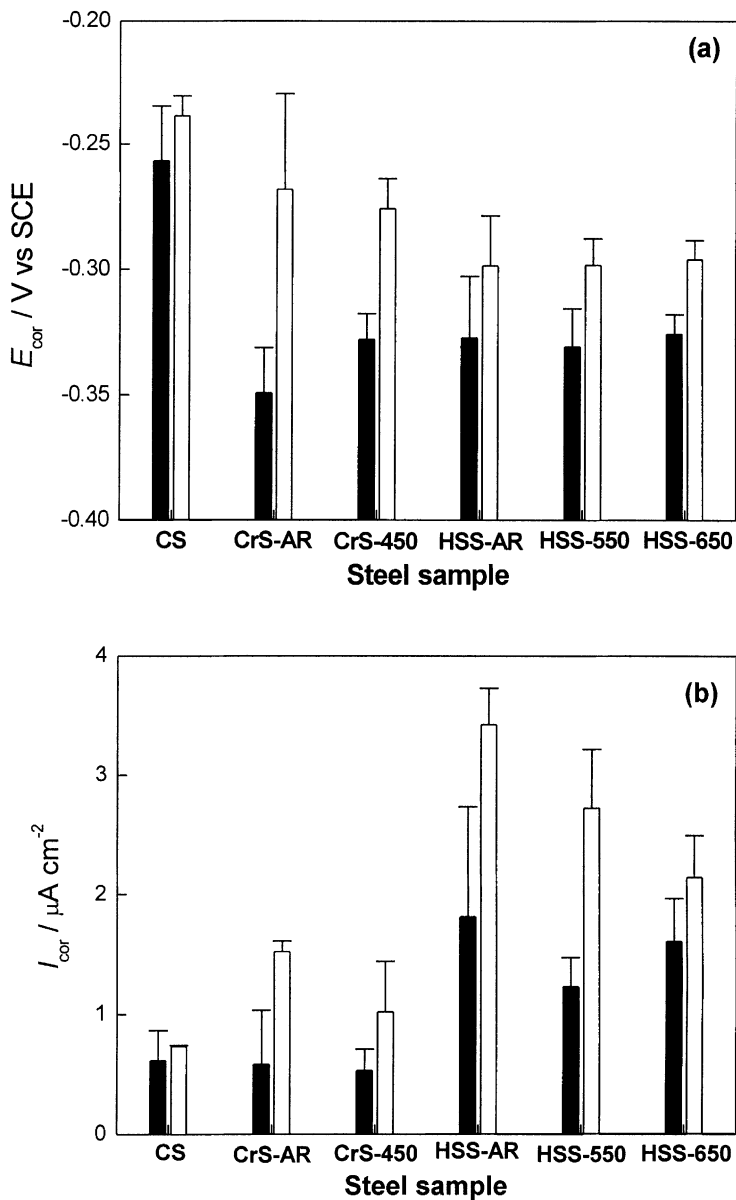 (a)
-0.20
-0.25
-0.30
-0.35
-0.40
E_cor / V vs SCE
CS CrS-AR CrS-450 HSS-AR HSS-550 HSS-650
Steel sample
(b)
4
3
2
1
0
I_cor / μA cm⁻²
CS CrS-AR CrS-450 HSS-AR HSS-550 HSS-650
Steel sample